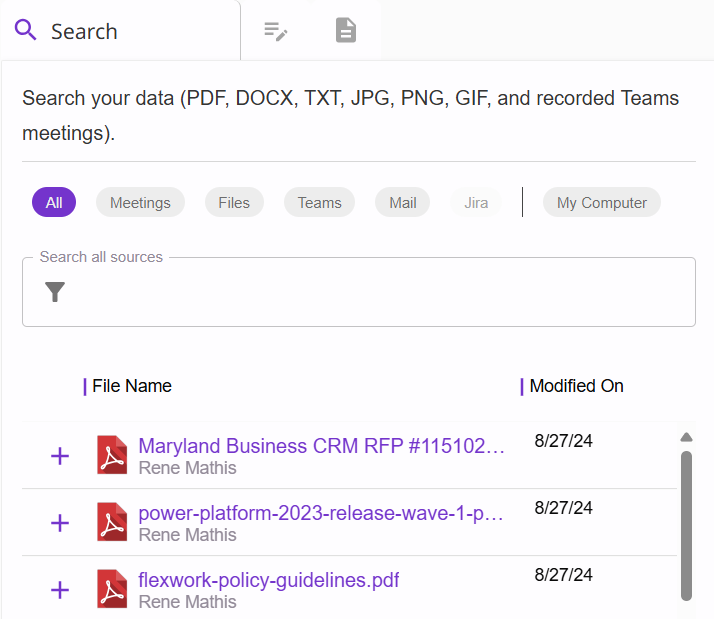 Search
Search your data (PDF, DOCX, TXT, JPG, PNG, GIF, and recorded Teams
meetings).
All Meetings Files Teams Mail Jira My Computer
Search all sources
File Name Modified On
Maryland Business CRM RFP #115102... 8/27/24
Rene Mathis
power-platform-2023-release-wave-1-p... 8/27/24
Rene Mathis
flexwork-policy-guidelines.pdf 8/27/24
Rene Mathis